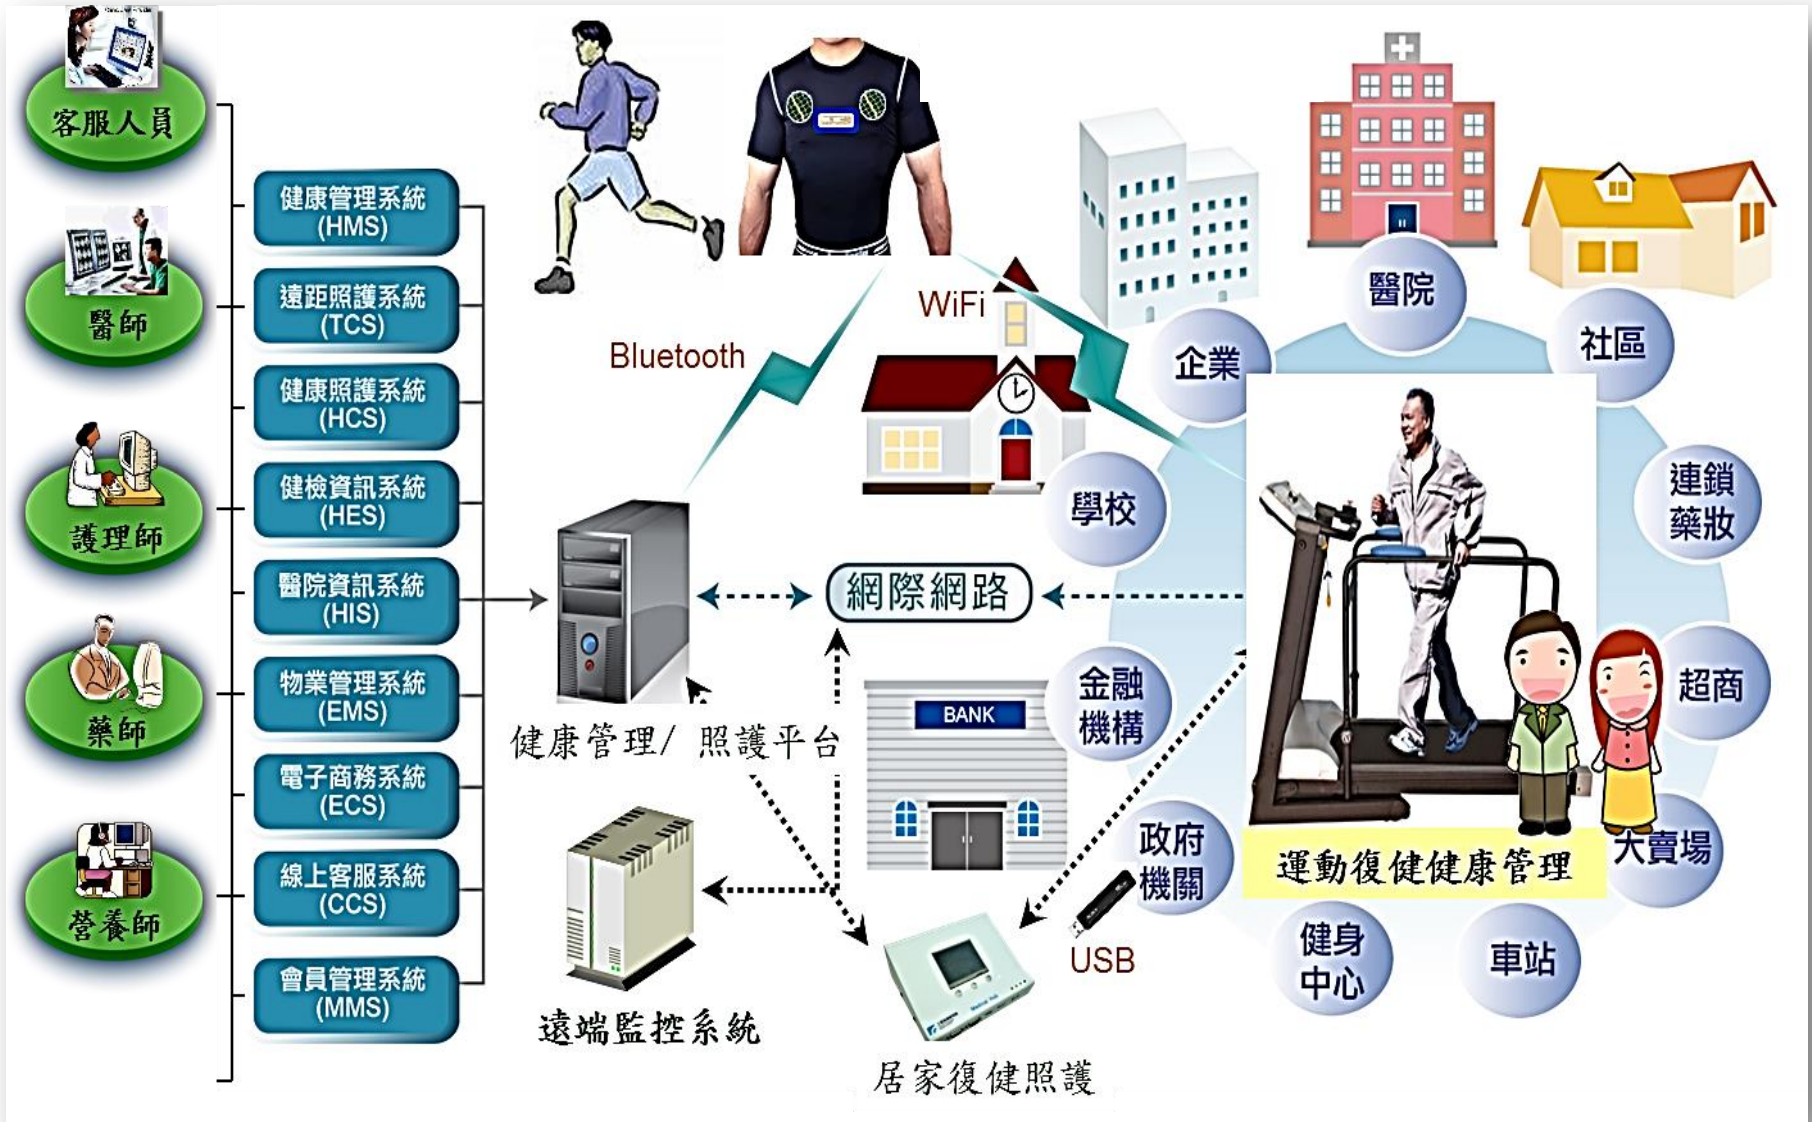 客服人員
醫師
護理師
藥師
營養師
健康管理系統
(HMS)
遠距照護系統
(TCS)
健康照護系統
(HCS)
健檢資訊系統
(HES)
醫院資訊系統
(HIS)
物業管理系統
(EMS)
電子商務系統
(ECS)
線上客服系統
(CCS)
會員管理系統
(MMS)
Bluetooth
WiFi
健康管理/ 照護平台
網際網路
遠端監控系統
居家復健照護
USB
BANK
醫院
企業
社區
學校
連鎖
藥妝
金融
機構
超商
政府
機關
大賣場
健身
中心
車站
運動復健健康管理